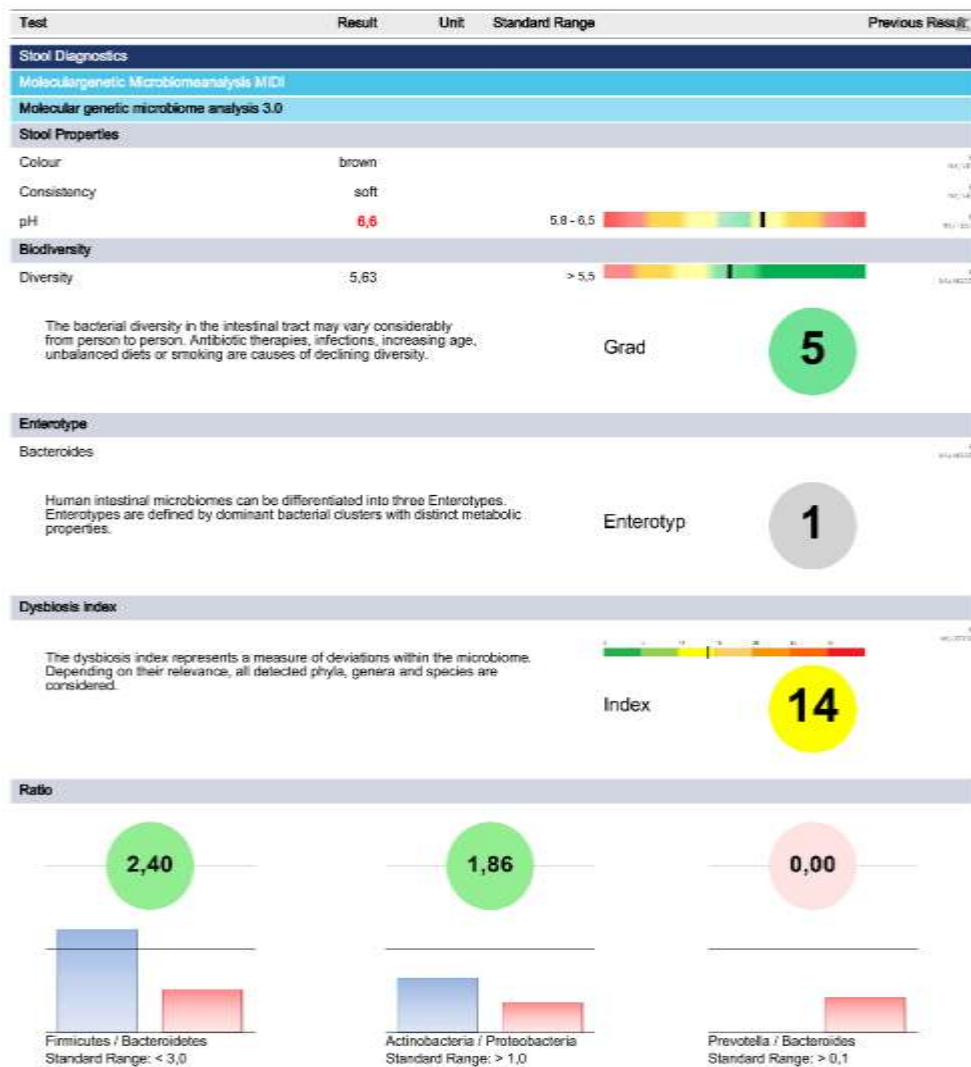 Test Result Unit Standard Range Previous Result
Stool Diagnostics
Moleculargenetic Microbiomeanalysis MIDI
Molecular genetic microbiome analysis 3.0
Stool Properties
Colour brown
Consistency soft
pH 6,6 5.8 - 6,5
Biodiversity
Diversity 5,63 > 5,5
The bacterial diversity in the intestinal tract may vary considerably
from person to person. Antibiotic therapies, infections, increasing age,
unbalanced diets or smoking are causes of declining diversity.
Grad 5
Enterotype
Bacteroides
Human intestinal microbiomes can be differentiated into three Enterotypes.
Enterotypes are defined by dominant bacterial clusters with distinct metabolic
properties.
Enterotyp 1
Dysbiosis index
The dysbiosis index represents a measure of deviations within the microbiome.
Depending on their relevance, all detected phyla, genera and species are
considered.
Index 14
Ratio
2,40 1,86 0,00
Firmicutes / Bacteroidetes Actinobacteria / Proteobacteria Prevotella / Bacteroides
Standard Range: < 3,0 Standard Range: > 1,0 Standard Range: > 0,1